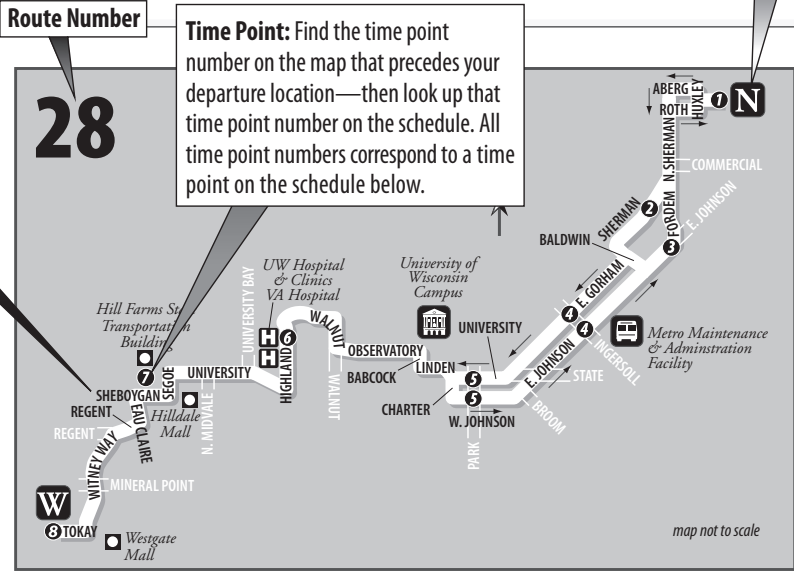 Route Number
Time Point: Find the time point
number on the map that precedes your
departure location—then look up that
time point number on the schedule. All
time point numbers correspond to a time
point on the schedule below.
28
ABERG
ROTH
HUXLEY
1
N
N.SHERMAN
COMMERCIAL
SHERMAN
2
FORDEM
E. JOHNSON
BALDWIN
3
E. GORHAM
4
4
INGERSOLL
Metro Maintenance
& Adminstration
Facility
University of
Wisconsin
Campus
UNIVERSITY
E. JOHNSON
STATE
BROOM
UW Hospital
& Clinics
VA Hospital
UNIVERSITY BAY
H
H
6
HIGHLAND
WALNUT
WALNUT
OBSERVATORY
BABCOCK
LINDEN
CHARTER
5
5
W. JOHNSON
PARK
Hill Farms St
Transportation
Building
7
SHEBOYGAN
SEGOE
UNIVERSITY
REGENT
REGENT
EAU CLAIRE
Hilldale
Mall
N. MIDVALE
WITNEY WAY
MINERAL POINT
W
8
TOKAY
Westgate
Mall
map not to scale